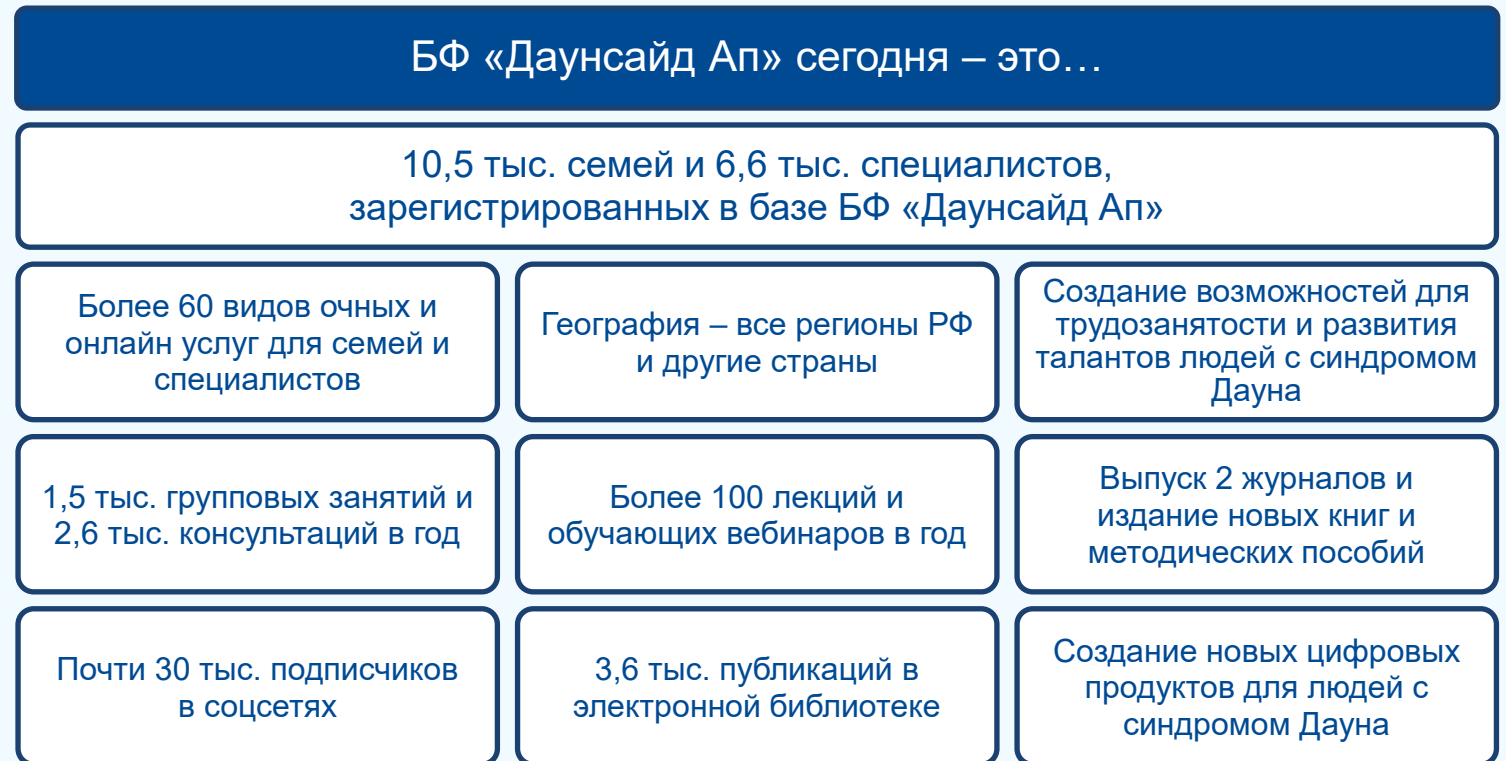 БФ «Даунсайд Ап» сегодня – это…
10,5 тыс. семей и 6,6 тыс. специалистов,
зарегистрированных в базе БФ «Даунсайд Ап»
Более 60 видов очных и
онлайн услуг для семей и
специалистов
География – все регионы РФ
и другие страны
Создание возможностей для
трудозанятости и развития
талантов людей с синдромом
Дауна
1,5 тыс. групповых занятий и
2,6 тыс. консультаций в год
Более 100 лекций и
обучающих вебинаров в год
Выпуск 2 журналов и
издание новых книг и
методических пособий
Почти 30 тыс. подписчиков
в соцсетях
3,6 тыс. публикаций в
электронной библиотеке
Создание новых цифровых
продуктов для людей с
синдромом Дауна